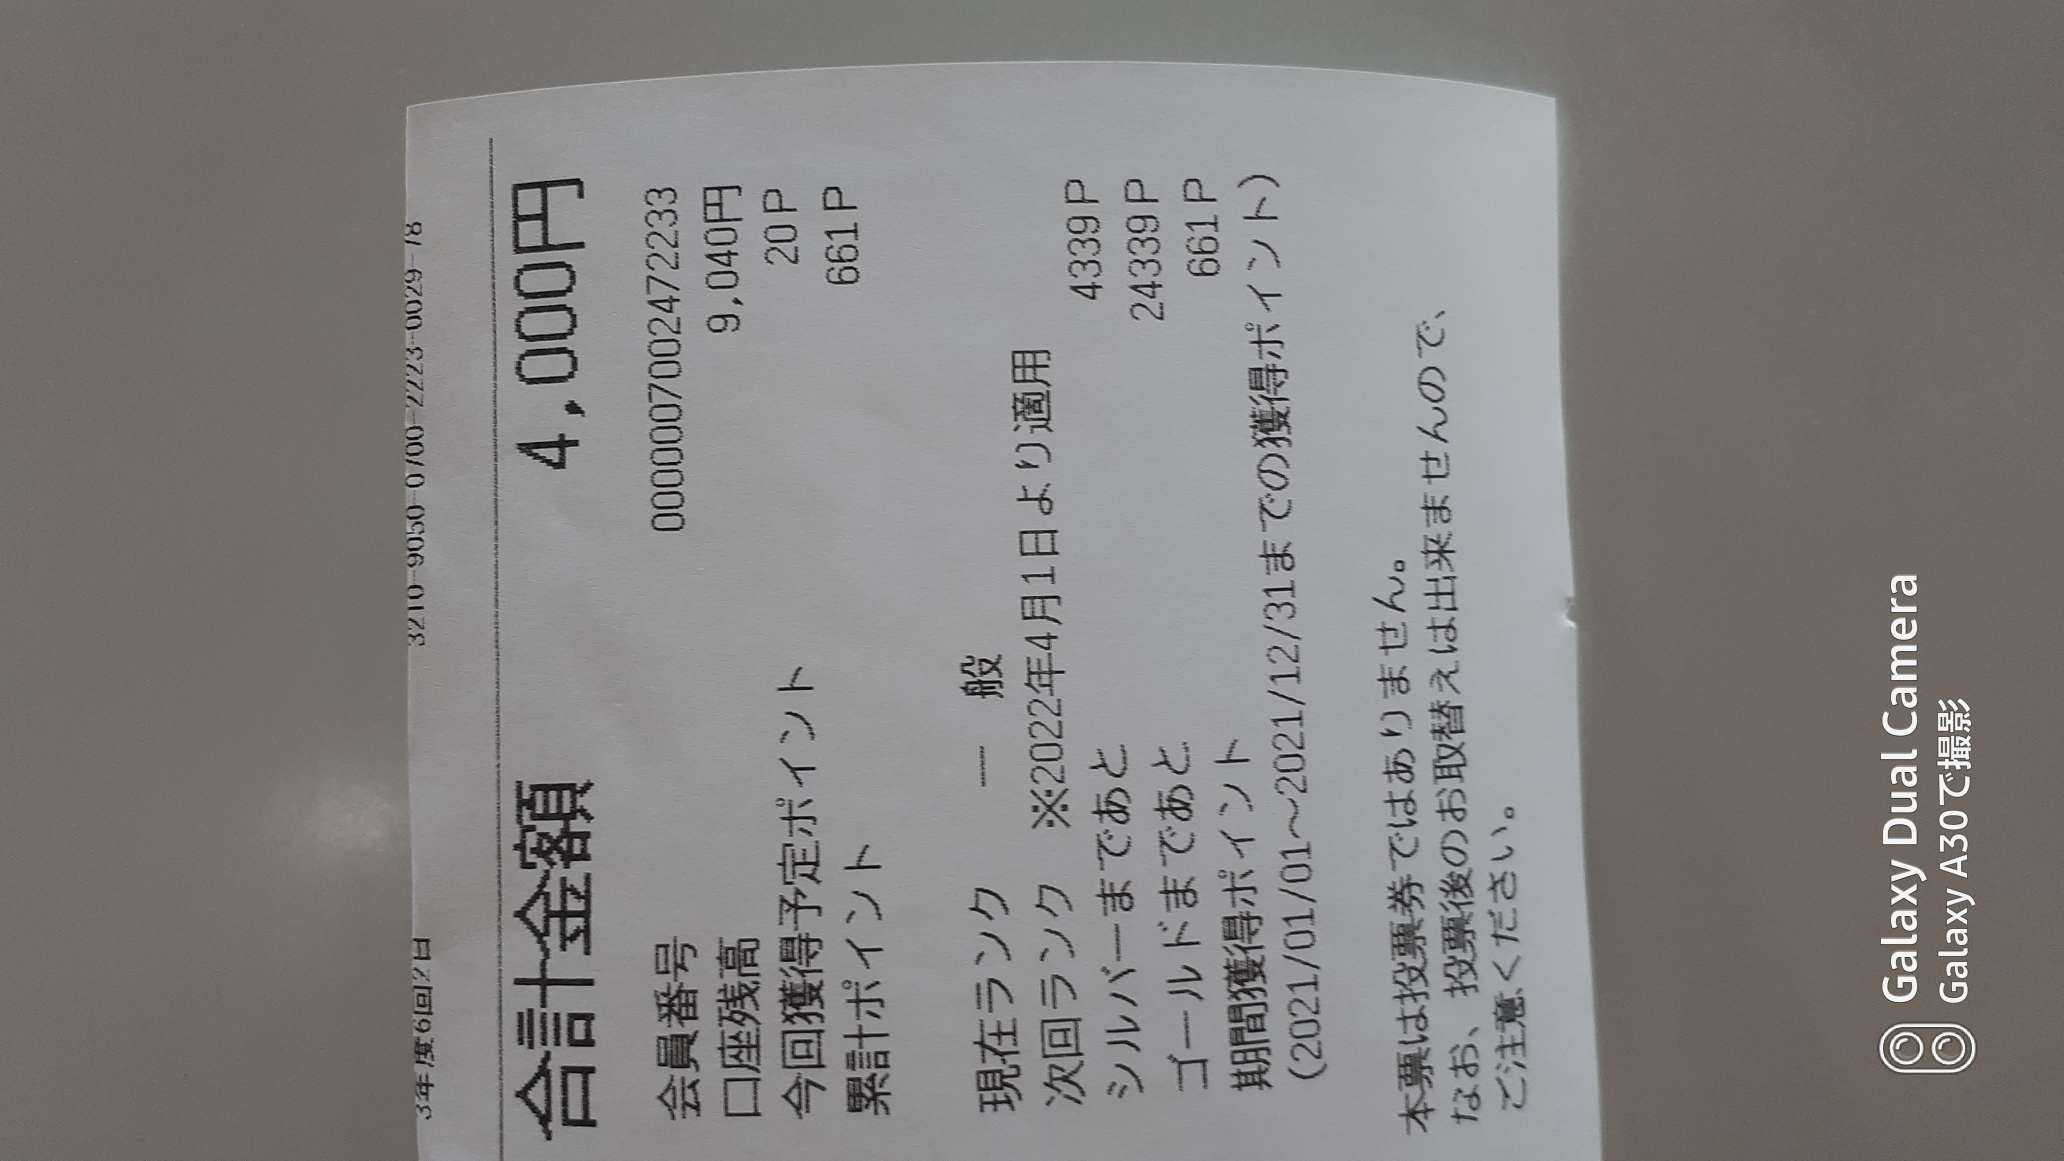 3年度6回2日 3210-9050-0700-2223-0029-78
合計金額 4,000円
会員番号 0000007002472233
口座残高 9,040円
今回獲得予定ポイント 20P
累計ポイント 661P
現在ランク 一 般
次回ランク ※2022年4月1日より適用
シルバーまであと 4339P
ゴールドまであと 24339P
期間獲得ポイント 661P
(2021/01/01～2021/12/31までの獲得ポイント)
本票は投票券ではありません。
なお、投票後のお取替えは出来ませんので、
ご注意ください。
Galaxy Dual Camera
Galaxy A30で撮影